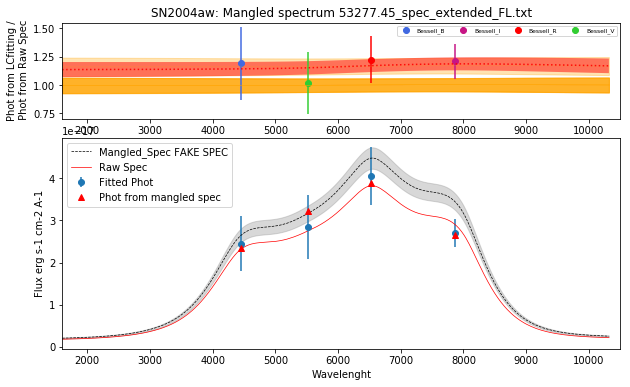 SN2004aw: Mangled spectrum 53277.45_spec_extended_FL.txt
Phot from LCfitting /
Phot from Raw Spec
1.50
1.25
1.00
0.75
Bessell_B
Bessell_I
Bessell_R
Bessell_V
2000 3000 4000 5000 6000 7000 8000 9000 10000
1e−17
Mangled_Spec FAKE SPEC
Raw Spec
Fitted Phot
Phot from mangled spec
Flux erg s-1 cm-2 A-1
4
3
2
1
0
2000 3000 4000 5000 6000 7000 8000 9000 10000
Wavelenght